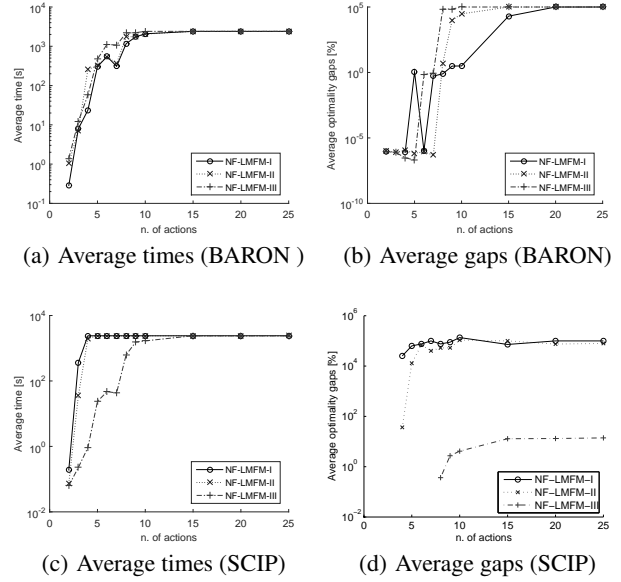 10^4
10^3
10^2
10^1
10^0
10^-1
0 5 10 15 20 25
Average time [s]
n. of actions
NF-LMFM-I
NF-LMFM-II
NF-LMFM-III
(a) Average times (BARON )
10^5
10^0
10^-5
10^-10
0 5 10 15 20 25
Average optimality gaps [%]
n. of actions
NF-LMFM-I
NF-LMFM-II
NF-LMFM-III
(b) Average gaps (BARON)
10^4
10^2
10^0
10^-2
0 5 10 15 20 25
Average time [s]
n. of actions
NF-LMFM-I
NF-LMFM-II
NF-LMFM-III
(c) Average times (SCIP)
10^6
10^4
10^2
10^0
10^-2
0 5 10 15 20 25
Average optimality gaps [%]
n. of actions
NF-LMFM-I
NF-LMFM-II
NF-LMFM-III
(d) Average gaps (SCIP)